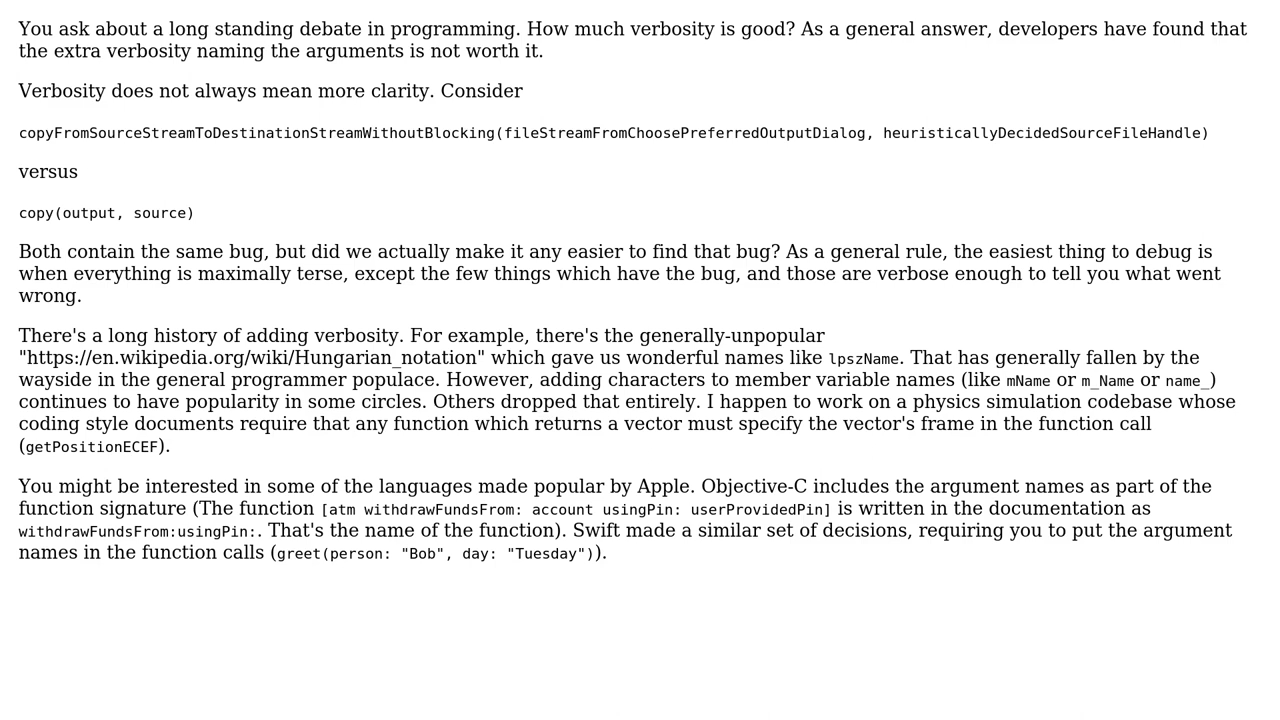 You ask about a long standing debate in programming. How much verbosity is good? As a general answer, developers have found that
the extra verbosity naming the arguments is not worth it.
Verbosity does not always mean more clarity. Consider
copyFromSourceStreamToDestinationStreamWithoutBlocking(fileStreamFromChoosePreferredOutputDialog, heuristicallyDecidedSourceFileHandle)
versus
copy(output, source)
Both contain the same bug, but did we actually make it any easier to find that bug? As a general rule, the easiest thing to debug is
when everything is maximally terse, except the few things which have the bug, and those are verbose enough to tell you what went
wrong.
There's a long history of adding verbosity. For example, there's the generally-unpopular
"https://en.wikipedia.org/wiki/Hungarian_notation" which gave us wonderful names like lpszName. That has generally fallen by the
wayside in the general programmer populace. However, adding characters to member variable names (like mName or m_Name or name_)
continues to have popularity in some circles. Others dropped that entirely. I happen to work on a physics simulation codebase whose
coding style documents require that any function which returns a vector must specify the vector's frame in the function call
(getPositionECEF).
You might be interested in some of the languages made popular by Apple. Objective-C includes the argument names as part of the
function signature (The function [atm withdrawFundsFrom: account usingPin: userProvidedPin] is written in the documentation as
withdrawFundsFrom:usingPin:. That's the name of the function). Swift made a similar set of decisions, requiring you to put the argument
names in the function calls (greet(person: "Bob", day: "Tuesday")).